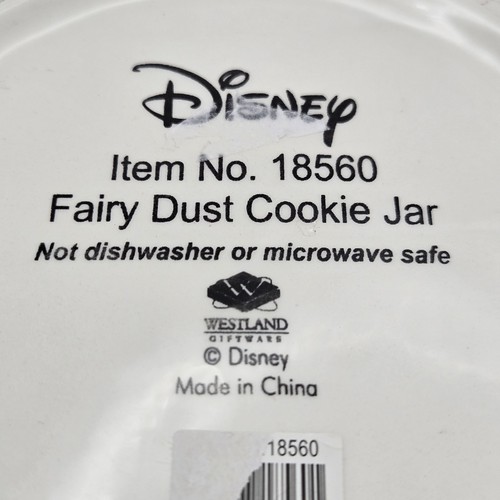 Disney
Item No. 18560
Fairy Dust Cookie Jar
Not dishwasher or microwave safe
WESTLAND
GIFTWARE
© Disney
Made in China
.18560